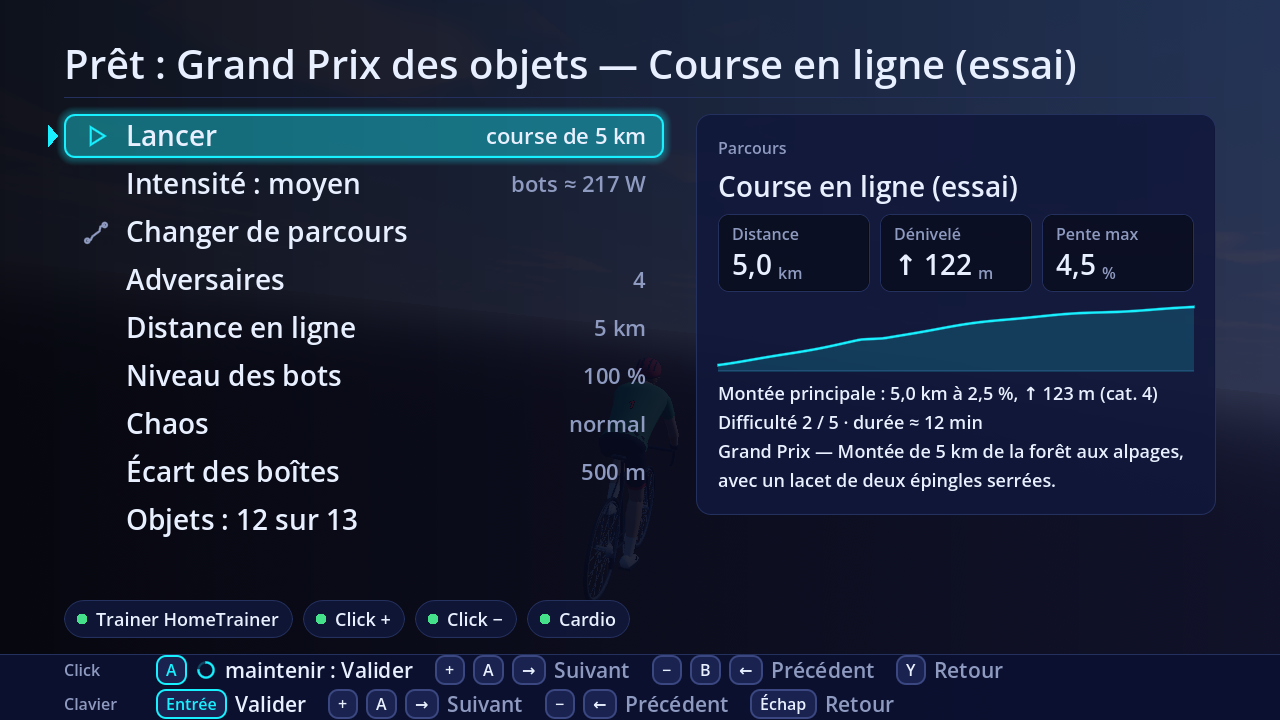 Prêt : Grand Prix des objets — Course en ligne (essai)
Lancer course de 5 km
Intensité : moyen bots ≈ 217 W
Changer de parcours
Adversaires 4
Distance en ligne 5 km
Niveau des bots 100 %
Chaos normal
Écart des boîtes 500 m
Objets : 12 sur 13
Parcours
Course en ligne (essai)
Distance Dénivelé Pente max
5,0 km ↑ 122 m 4,5 %
Montée principale : 5,0 km à 2,5 %, ↑ 123 m (cat. 4)
Difficulté 2 / 5 · durée ≈ 12 min
Grand Prix — Montée de 5 km de la forêt aux alpages,
avec un lacet de deux épingles serrées.
Trainer HomeTrainer Click + Click − Cardio
Click A maintenir : Valider + A → Suivant − B ← Précédent Y Retour
Clavier Entrée Valider + A → Suivant − ← Précédent Échap Retour